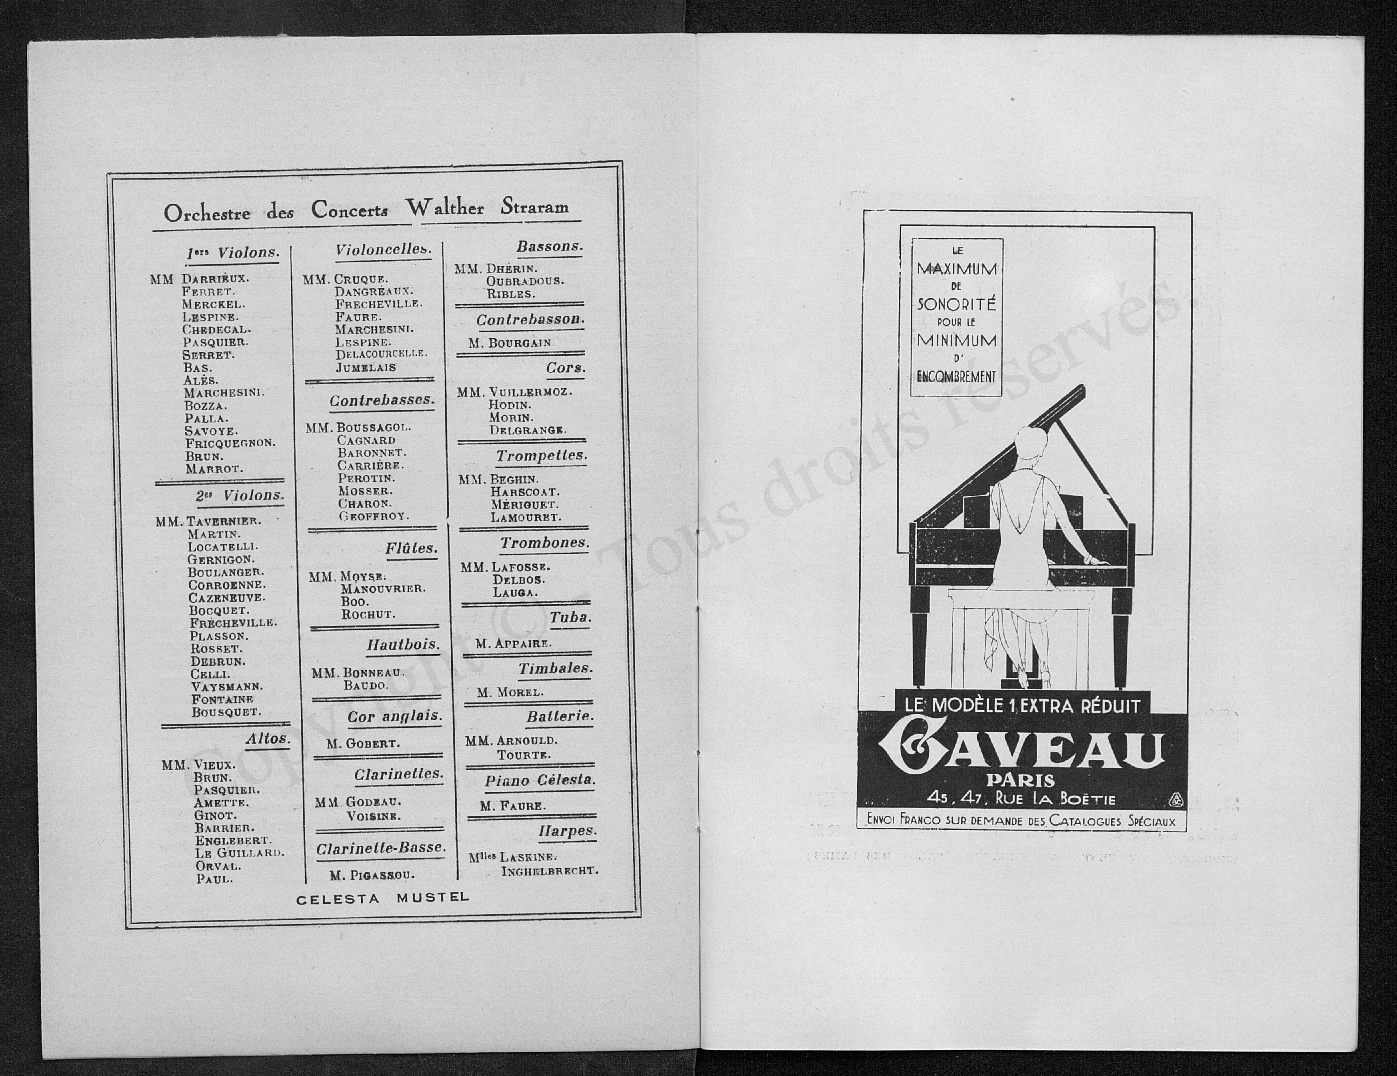 Orchestre des Concerts Walther Straram
1ers Violons.
MM DARRIEUX.
FERRET.
MERCKEL.
LESPINE.
CHEDECAL.
PASQUIER.
SERRET.
BAS.
ALÈS.
MARCHESINI.
BOZZA.
PALLA.
SAVOYE.
FRICQUEGNON.
BRUN.
MARROT.
2es Violons.
MM. TAVERNIER.
MARTIN.
LOCATELLI.
GERNIGON.
BOULANGER.
CORROENNE.
CAZENEUVE.
BOCQUET.
FRÉCHEVILLE.
PLASSON.
ROSSET.
DEBRUN.
CELLI.
VAYSMANN.
FONTAINE
BOUSQUET.
Altos.
MM. VIEUX.
BRUN.
PASQUIER.
AMETTE.
GINOT.
BARRIER.
ENGLEBERT.
LE GUILLARD.
ORVAL.
PAUL.
Violoncelles.
MM. CRUQUE.
DANGRÉAUX.
FRECHEVILLE.
FAURE.
MARCHESINI.
LESPINE.
DELACOURCELLE.
JUMELAIS
Contrebasses.
MM. BOUSSAGOL.
CAGNARD
BARONNET.
CARRIÈRE.
PEROTIN.
MOSSER.
CHARON.
GEOFFROY.
Flûtes.
MM. MOYSE.
MANOUVRIER.
BOO.
ROCHUT.
Hautbois.
MM. BONNEAU.
BAUDO.
Cor anglais.
M. GOBERT.
Clarinettes.
MM. GODEAU.
VOISINE.
Clarinette-Basse.
M. PIGASSOU.
Bassons.
MM. DHÉRIN.
OUBRADOUS.
RIBLES.
Contrebasson.
M. BOURGAIN
Cors.
MM. VUILLERMOZ.
HODIN.
MORIN.
DELGRANGE.
Trompettes.
MM. BEGHIN.
HARSCOAT.
MÉRIGUET.
LAMOURET.
Trombones.
MM. LAFOSSE.
DELBOS.
LAUGA.
Tuba.
M. APPAIRE.
Timbales.
M. MOREL.
Batterie.
MM. ARNOULD.
TOURTE.
Piano Célesta.
M. FAURE.
Harpes.
Mlles LASKINE.
INGHELBRECHT.
CELESTA MUSTEL
LE
MAXIMUM
DE
SONORITÉ
POUR LE
MINIMUM
D'
ENCOMBREMENT
LE MODÈLE 1, EXTRA RÉDUIT
GAVEAU
PARIS
45, 47, RUE LA BOËTIE
ENVOI FRANCO SUR DEMANDE DES CATALOGUES SPÉCIAUX
Copyright © Tous droits réservés